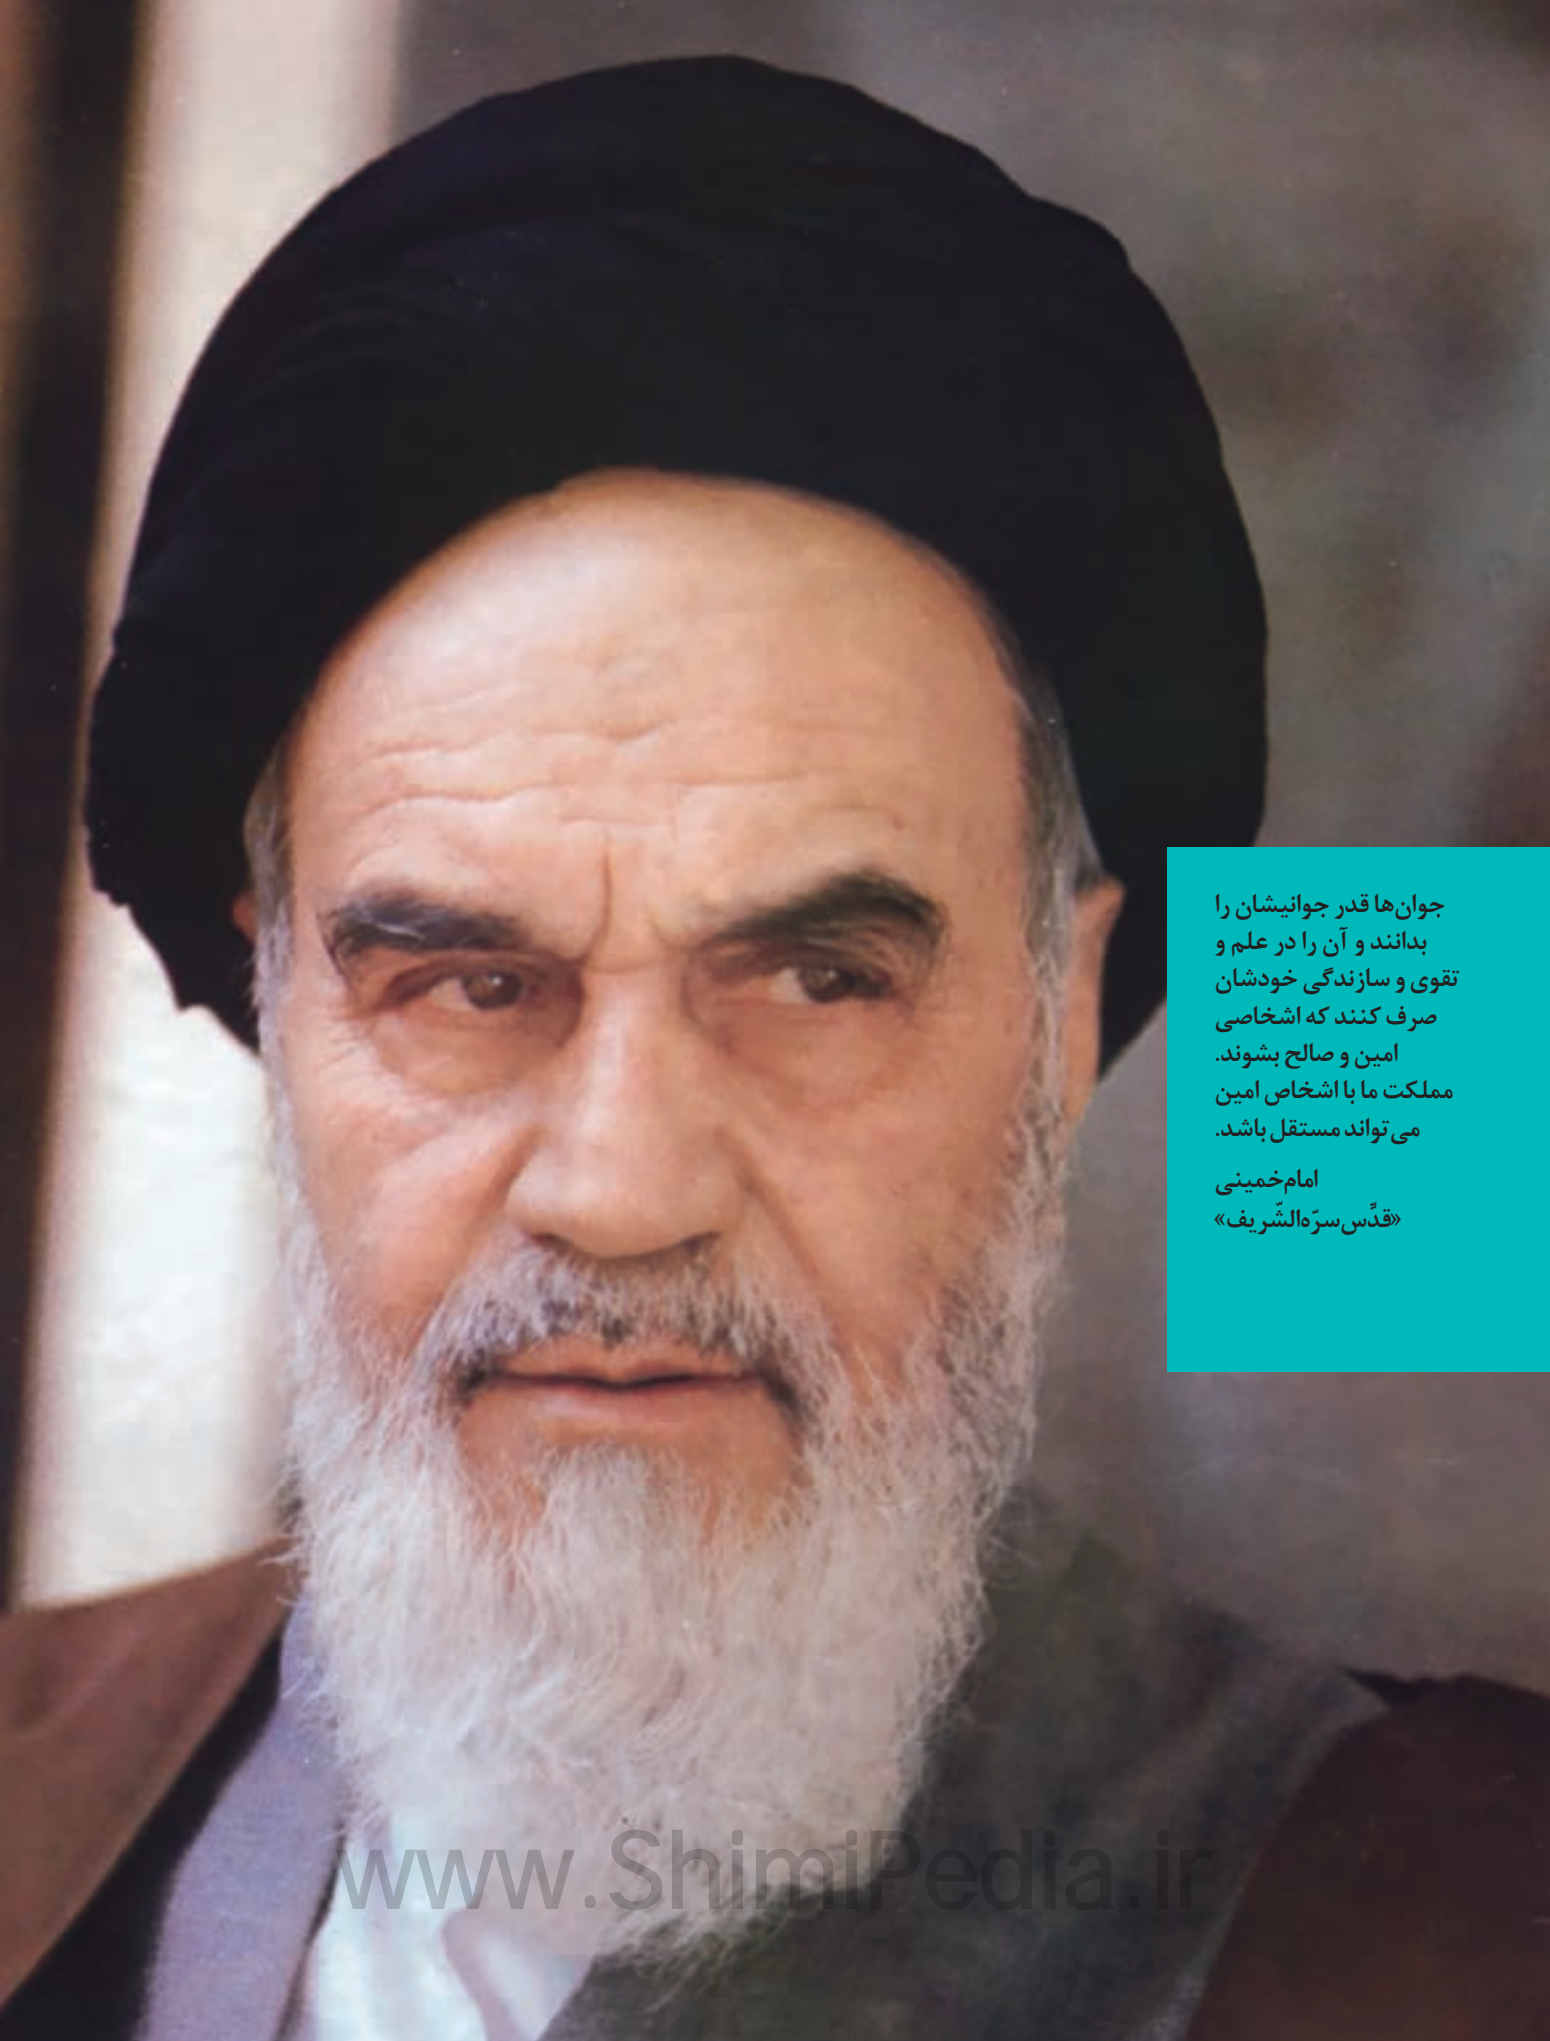 جوان‌ها قدر جوانیشان را
بدانند و آن را در علم و
تقوی و سازندگی خودشان
صرف کنند که اشخاصی
امین و صالح بشوند.
مملکت ما با اشخاص امین
می‌تواند مستقل باشد.
امام‌خمینی
«قدِّس‌سرّه‌الشّریف»
www.ShimiPedia.ir